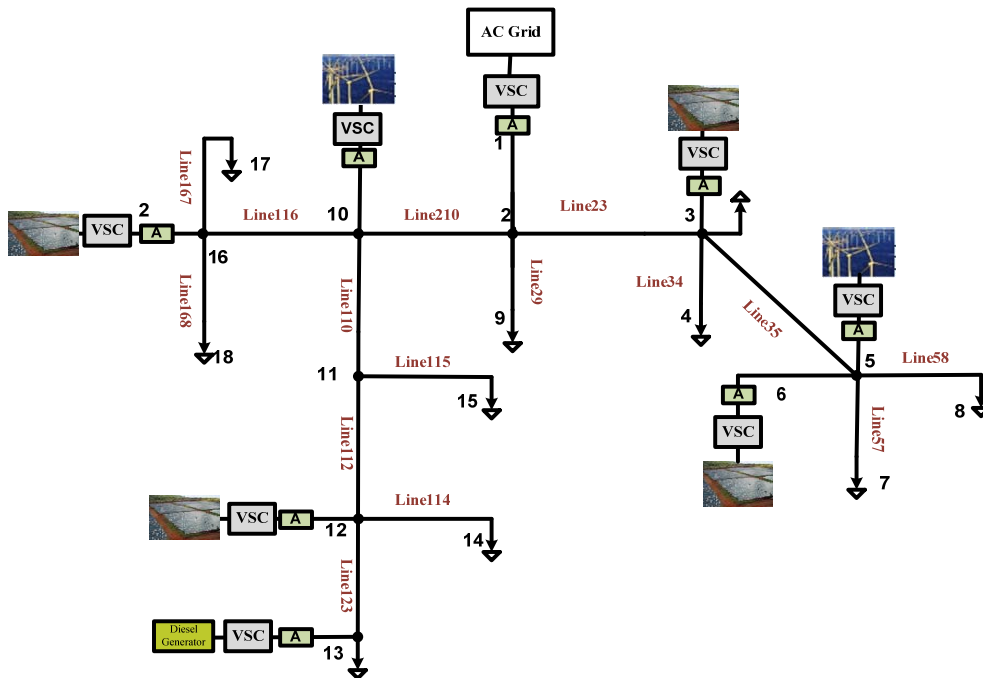 AC Grid
VSC
A
1
VSC
A
VSC
A
17
Line167
2
VSC
A
Line116
10
Line210
2
Line23
3
16
Line168
18
Line110
Line29
9
Line34
4
Line35
VSC
A
5
Line58
8
6
A
VSC
Line57
7
11
Line115
15
Line112
VSC
A
12
Line114
14
Line123
Diesel
Generator
VSC
A
13